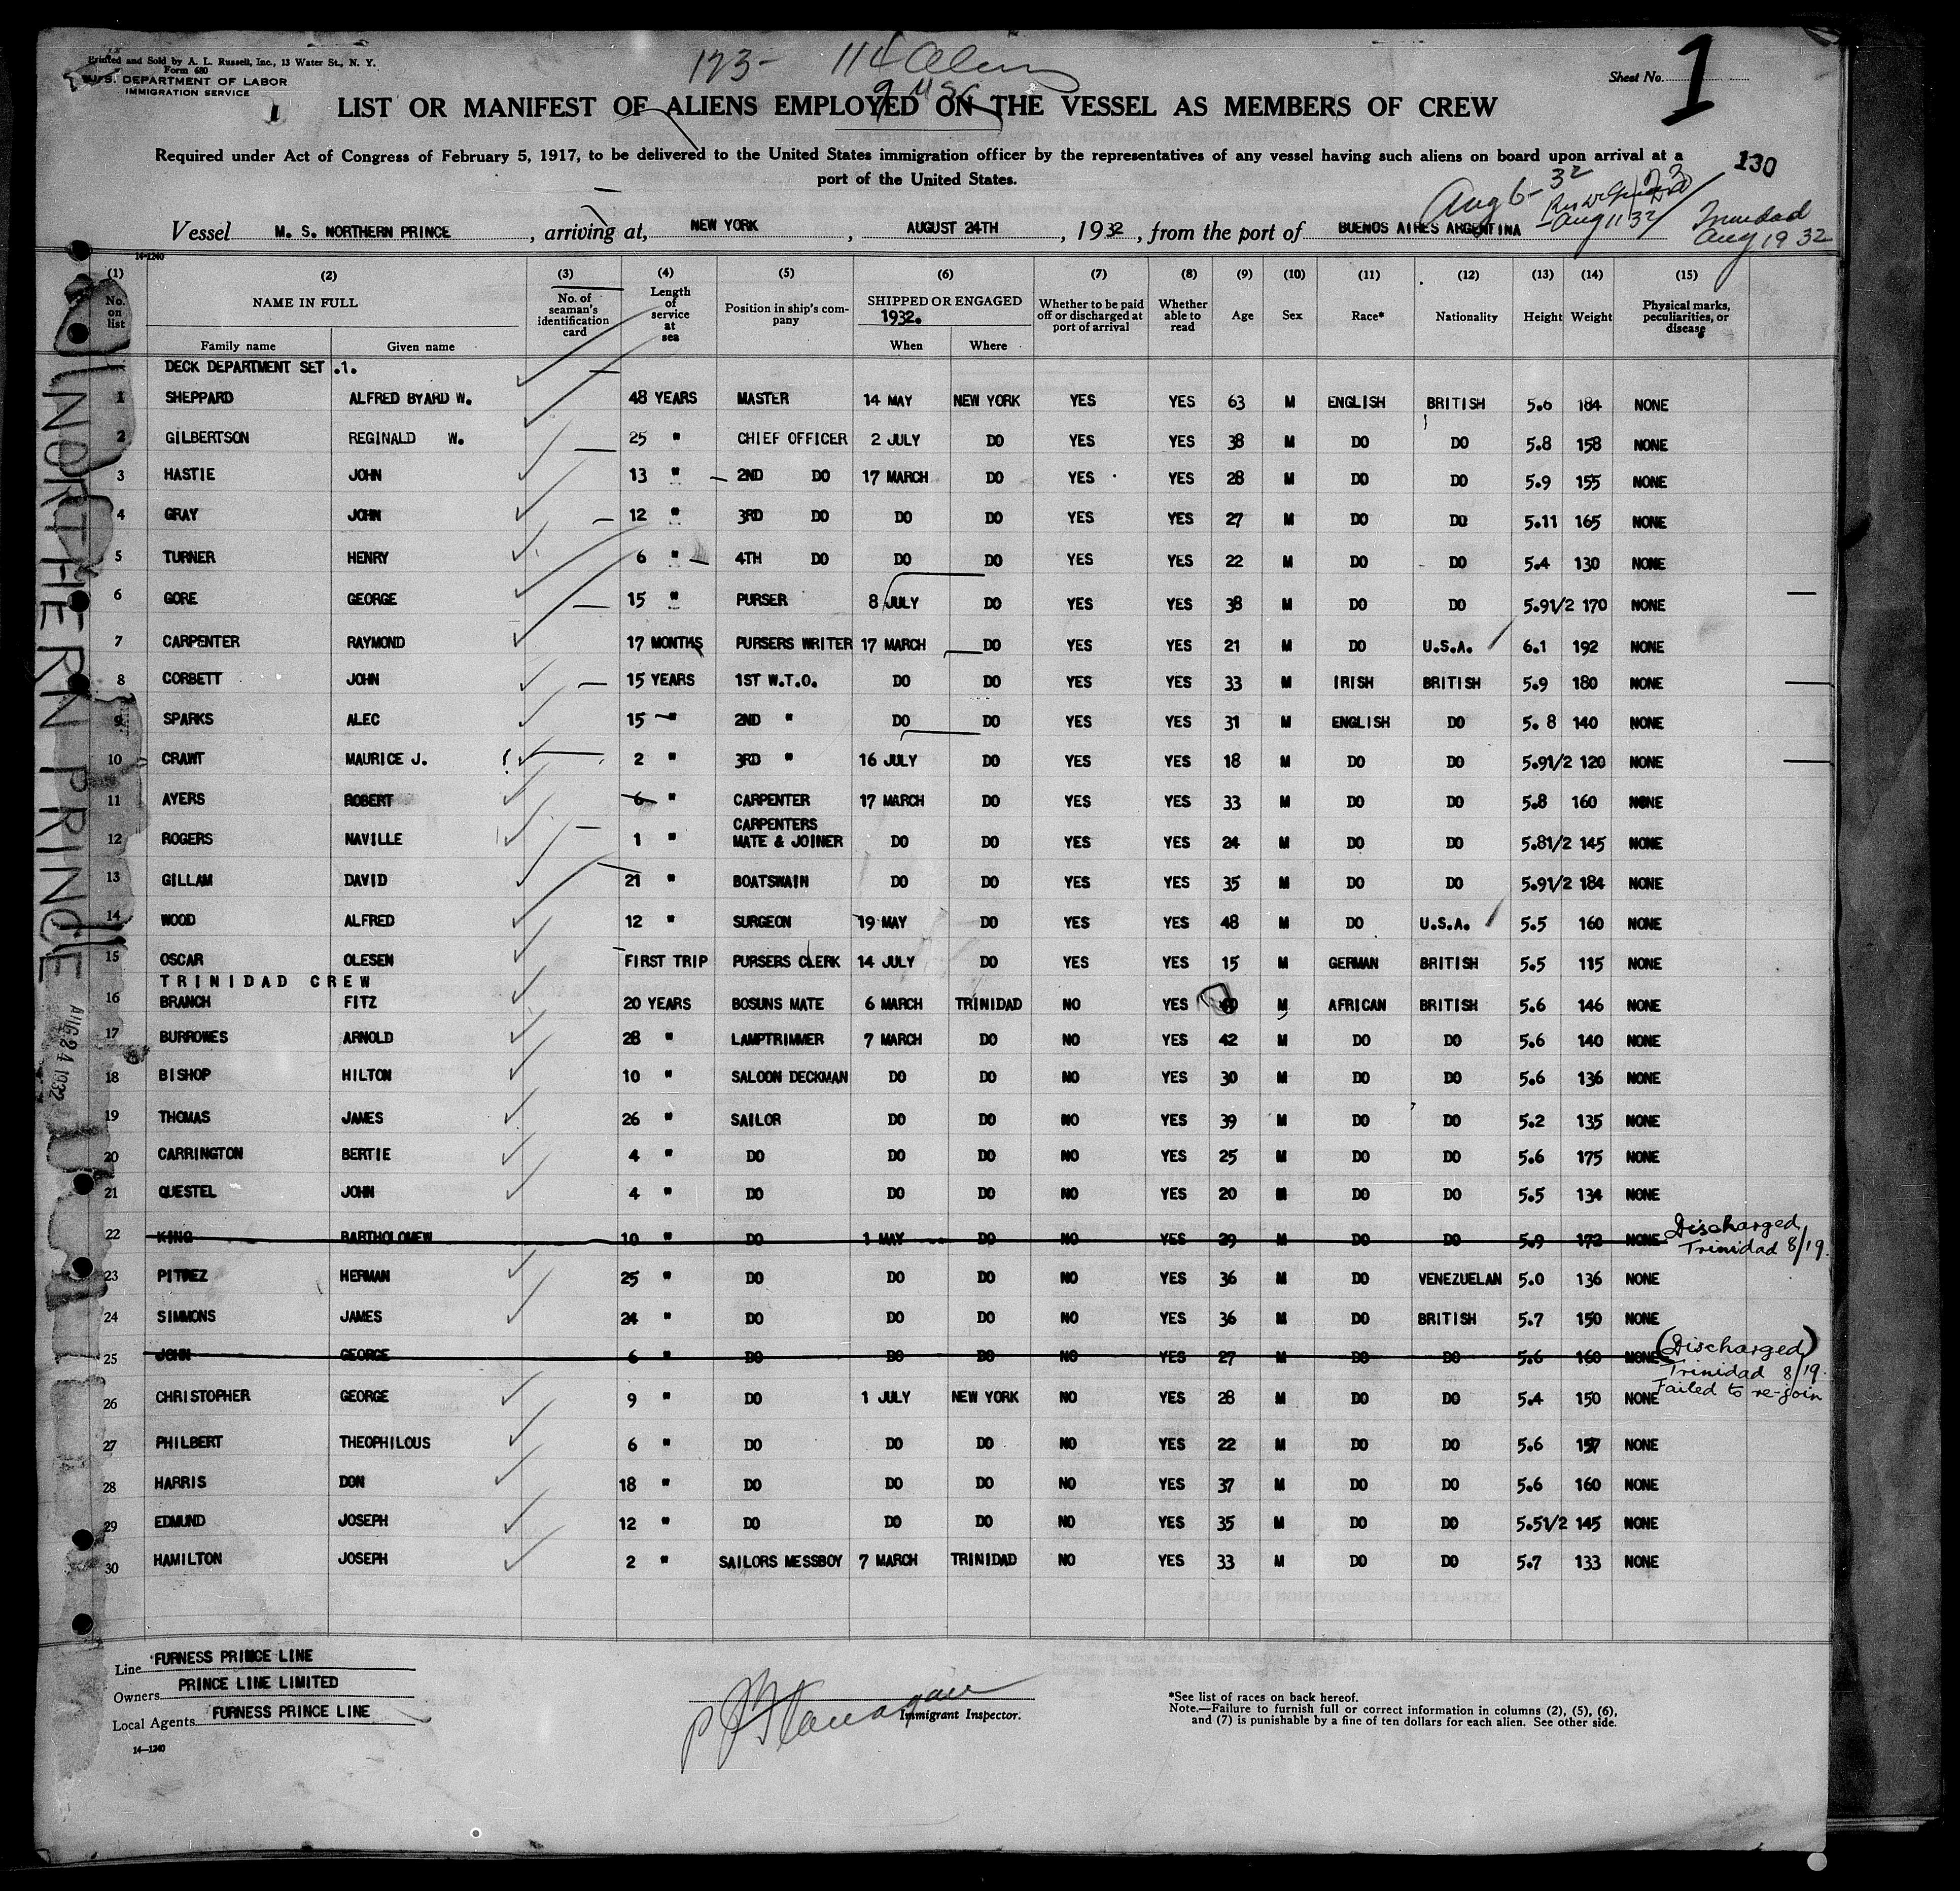 Printed and Sold by A. L. Russell, Inc., 13 Water St., N. Y.
Form 680
U. S. DEPARTMENT OF LABOR
IMMIGRATION SERVICE
123-
Sheet No. 1
LIST OR MANIFEST OF ALIENS EMPLOYED ON THE VESSEL AS MEMBERS OF CREW
Required under Act of Congress of February 5, 1917, to be delivered to the United States immigration officer by the representatives of any vessel having such aliens on board upon arrival at a
port of the United States.
130
Aug 6-32
Aug 11 32
Trinidad
Aug 19 32
Vessel M. S. NORTHERN PRINCE, arriving at, NEW YORK, AUGUST 24TH, 1932, from the port of BUENOS AIRES ARGENTINA
14-1240
(1) No. on list (2) NAME IN FULL Family name Given name (3) No. of seaman's identification card (4) Length of service at sea (5) Position in ship's company (6) SHIPPED OR ENGAGED 1932. When Where (7) Whether to be paid off or discharged at port of arrival (8) Whether able to read (9) Age (10) Sex (11) Race* (12) Nationality (13) Height (14) Weight (15) Physical marks, peculiarities, or disease
DECK DEPARTMENT SET .1.
1 SHEPPARD ALFRED BYARD W. 48 YEARS MASTER 14 MAY NEW YORK YES YES 63 M ENGLISH BRITISH 5.6 184 NONE
2 GILBERTSON REGINALD W. 25 " CHIEF OFFICER 2 JULY DO YES YES 38 M DO DO 5.8 158 NONE
3 HASTIE JOHN 13 " 2ND DO 17 MARCH DO YES YES 28 M DO DO 5.9 155 NONE
4 GRAY JOHN 12 " 3RD DO DO DO YES YES 27 M DO DO 5.11 165 NONE
5 TURNER HENRY 6 " 4TH DO DO DO YES YES 22 M DO DO 5.4 130 NONE
6 GORE GEORGE 15 " PURSER 8 JULY DO YES YES 38 M DO DO 5.91/2 170 NONE
7 CARPENTER RAYMOND 17 MONTHS PURSERS WRITER 17 MARCH DO YES YES 21 M DO U.S.A. 6.1 192 NONE
8 CORBETT JOHN 15 YEARS 1ST W.T.O. DO DO YES YES 33 M IRISH BRITISH 5.9 180 NONE
9 SPARKS ALEC 15 " 2ND " DO DO YES YES 31 M ENGLISH DO 5. 8 140 NONE
10 CRAWT MAURICE J. 2 " 3RD " 16 JULY DO YES YES 18 M DO DO 5.91/2 120 NONE
11 AYERS ROBERT 6 " CARPENTER 17 MARCH DO YES YES 33 M DO DO 5.8 160 NONE
12 ROGERS NAVILLE 1 " CARPENTERS MATE & JOINER DO DO YES YES 24 M DO DO 5.81/2 145 NONE
13 GILLAM DAVID 21 " BOATSWAIN DO DO YES YES 35 M DO DO 5.91/2 184 NONE
14 WOOD ALFRED 12 " SURGEON 19 MAY DO YES YES 48 M DO U.S.A. 5.5 160 NONE
15 OSCAR OLESEN FIRST TRIP PURSERS CLERK 14 JULY DO YES YES 15 M GERMAN BRITISH 5.5 115 NONE
TRINIDAD CREW
16 BRANCH FITZ 20 YEARS BOSUNS MATE 6 MARCH TRINIDAD NO YES M AFRICAN BRITISH 5.6 146 NONE
17 BURROWES ARNOLD 28 " LAMPTRIMMER 7 MARCH DO NO YES 42 M DO DO 5.6 140 NONE
18 BISHOP HILTON 10 " SALOON DECKMAN DO DO NO YES 30 M DO DO 5.6 136 NONE
19 THOMAS JAMES 26 " SAILOR DO DO NO YES 39 M DO DO 5.2 135 NONE
20 CARRINGTON BERTIE 4 " DO DO DO NO YES 25 M DO DO 5.6 175 NONE
21 QUESTEL JOHN 4 " DO DO DO NO YES 20 M DO DO 5.5 134 NONE
22 KING BARTHOLOMEW 10 " DO 1 MAY DO NO YES 29 M DO DO 5.9 172 NONE Discharged Trinidad 8/19.
23 PITREZ HERMAN 25 " DO DO DO NO YES 36 M DO VENEZUELAN 5.0 136 NONE
24 SIMMONS JAMES 24 " DO DO DO NO YES 36 M DO BRITISH 5.7 150 NONE
25 JOHN GEORGE 6 " DO DO DO NO YES 27 M DO DO 5.6 160 NONE (Discharged) Trinidad 8/19. Failed to re-join
26 CHRISTOPHER GEORGE 9 " DO 1 JULY NEW YORK NO YES 28 M DO DO 5.4 150 NONE
27 PHILBERT THEOPHILOUS 6 " DO DO DO NO YES 22 M DO DO 5.6 157 NONE
28 HARRIS DON 18 " DO DO DO NO YES 37 M DO DO 5.6 160 NONE
29 EDMUND JOSEPH 12 " DO DO DO NO YES 35 M DO DO 5.51/2 145 NONE
30 HAMILTON JOSEPH 2 " SAILORS MESSBOY 7 MARCH TRINIDAD NO YES 33 M DO DO 5.7 133 NONE
NORTHERN PRINCE
AUG 24 1932
Line FURNESS PRINCE LINE
Owners PRINCE LINE LIMITED
Local Agents FURNESS PRINCE LINE
14-1240
Immigrant Inspector.
*See list of races on back hereof.
Note.—Failure to furnish full or correct information in columns (2), (5), (6),
and (7) is punishable by a fine of ten dollars for each alien. See other side.